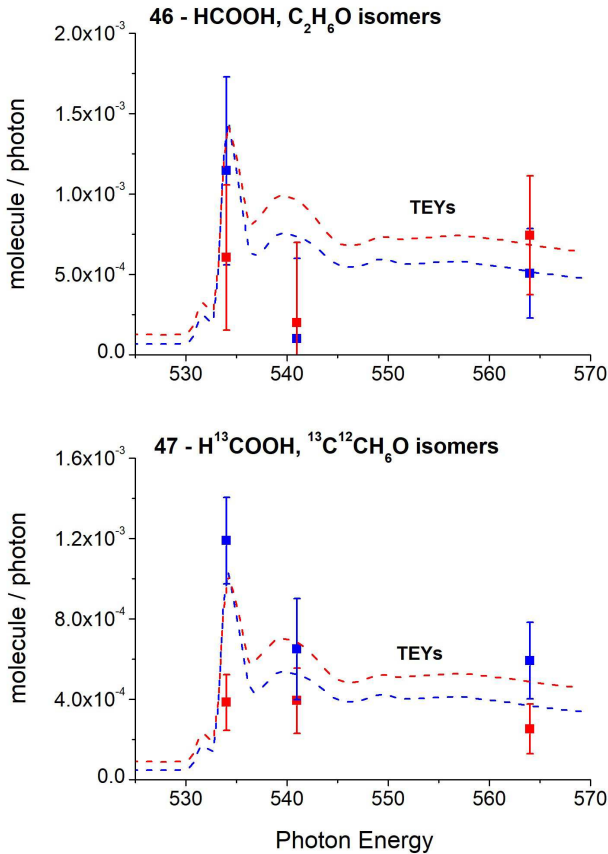 46 - HCOOH, C₂H₆O isomers
2.0x10⁻³
1.5x10⁻³
1.0x10⁻³
5.0x10⁻⁴
0.0
molecule / photon
TEYs
530 540 550 560 570
47 - H¹³COOH, ¹³C¹²CH₆O isomers
1.6x10⁻³
1.2x10⁻³
8.0x10⁻⁴
4.0x10⁻⁴
0.0
molecule / photon
TEYs
530 540 550 560 570
Photon Energy